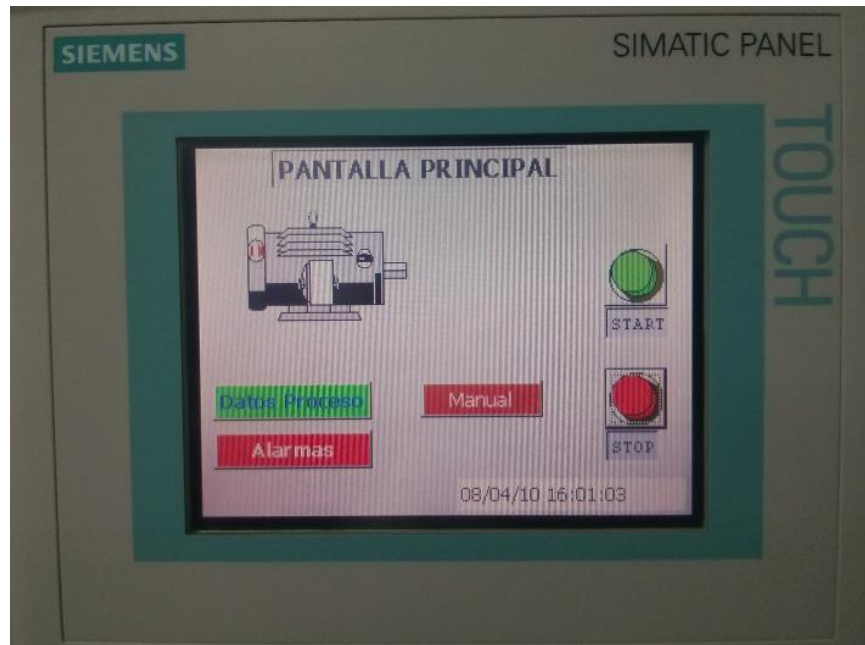 SIEMENS
SIMATIC PANEL
TOUCH
PANTALLA PRINCIPAL
START
Datos Proceso
Manual
Alarmas
STOP
08/04/10 16:01:03